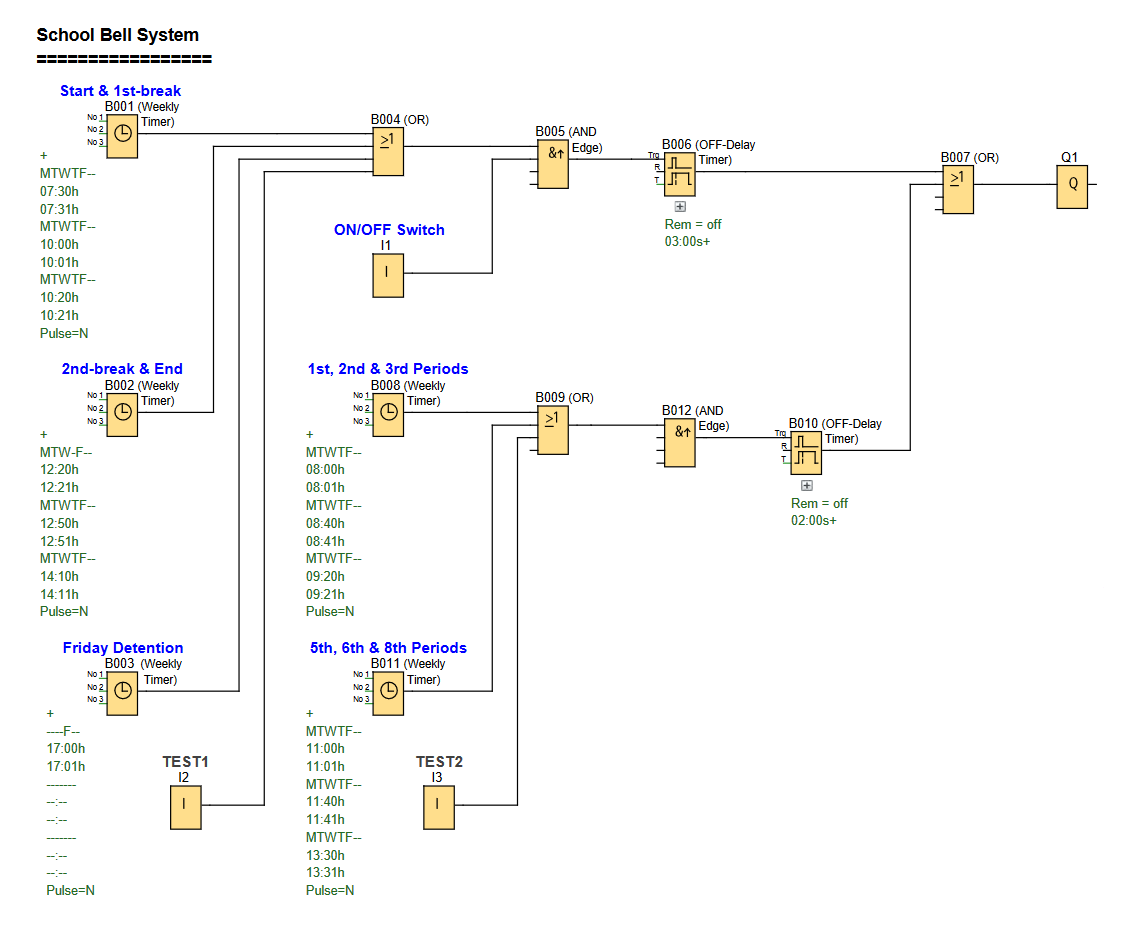 School Bell System
=================
Start & 1st-break
B001 (Weekly
Timer)
No 1
No 2
No 3
+
MTWTF--
07:30h
07:31h
MTWTF--
10:00h
10:01h
MTWTF--
10:20h
10:21h
Pulse=N
B004 (OR)
≥1
B005 (AND
Edge)
&↑
B006 (OFF-Delay
Timer)
Trg
R
T
Rem = off
03:00s+
B007 (OR)
≥1
Q1
Q
ON/OFF Switch
I1
I
2nd-break & End
B002 (Weekly
Timer)
No 1
No 2
No 3
+
MTW-F--
12:20h
12:21h
MTWTF--
12:50h
12:51h
MTWTF--
14:10h
14:11h
Pulse=N
1st, 2nd & 3rd Periods
B008 (Weekly
Timer)
No 1
No 2
No 3
+
MTWTF--
08:00h
08:01h
MTWTF--
08:40h
08:41h
MTWTF--
09:20h
09:21h
Pulse=N
B009 (OR)
≥1
B012 (AND
Edge)
&↑
B010 (OFF-Delay
Timer)
Trg
R
T
Rem = off
02:00s+
Friday Detention
B003 (Weekly
Timer)
No 1
No 2
No 3
+
----F--
17:00h
17:01h
-------
--:--
--:--
-------
--:--
--:--
Pulse=N
TEST1
I2
I
5th, 6th & 8th Periods
B011 (Weekly
Timer)
No 1
No 2
No 3
+
MTWTF--
11:00h
11:01h
MTWTF--
11:40h
11:41h
MTWTF--
13:30h
13:31h
Pulse=N
TEST2
I3
I